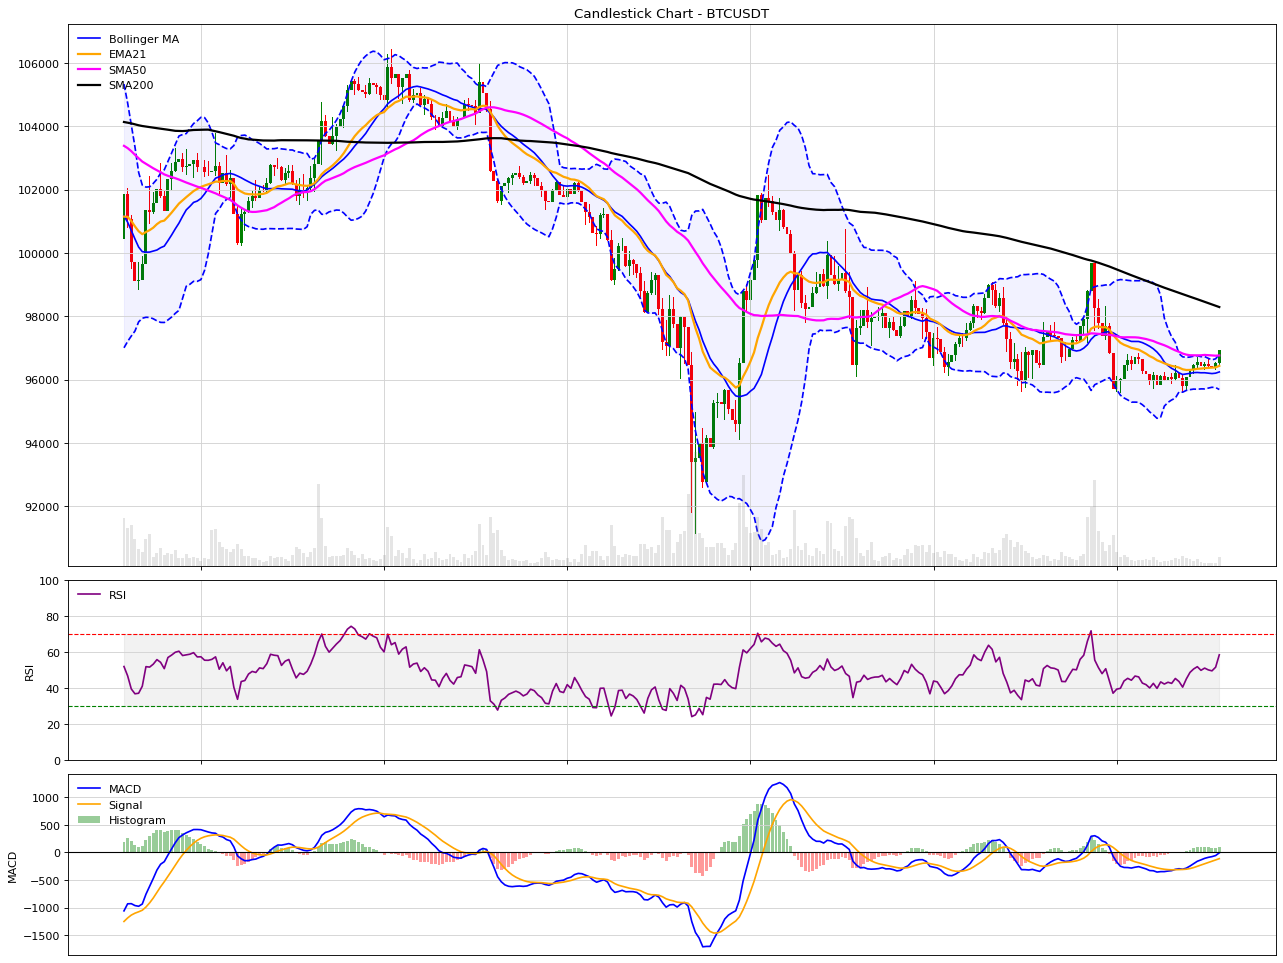 Candlestick Chart - BTCUSDT
Bollinger MA
EMA21
SMA50
SMA200
106000
104000
102000
100000
98000
96000
94000
92000
RSI
100
80
60
40
20
0
RSI
MACD
Signal
Histogram
1000
500
0
−500
−1000
−1500
MACD